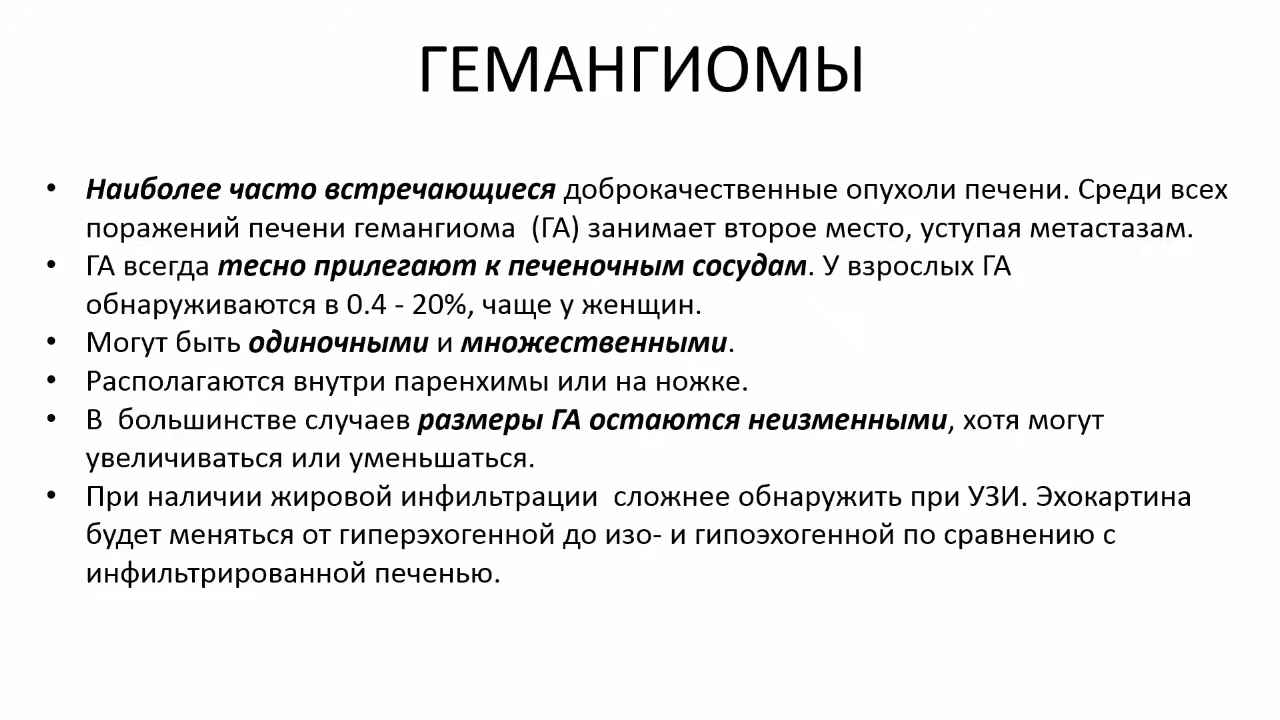 ГЕМАНГИОМЫ
• Наиболее часто встречающиеся доброкачественные опухоли печени. Среди всех
поражений печени гемангиома  (ГА) занимает второе место, уступая метастазам.
• ГА всегда тесно прилегают к печеночным сосудам. У взрослых ГА
обнаруживаются в 0.4 - 20%, чаще у женщин.
• Могут быть одиночными и множественными.
• Располагаются внутри паренхимы или на ножке.
• В  большинстве случаев размеры ГА остаются неизменными, хотя могут
увеличиваться или уменьшаться.
• При наличии жировой инфильтрации  сложнее обнаружить при УЗИ. Эхокартина
будет меняться от гиперэхогенной до изо- и гипоэхогенной по сравнению с
инфильтрированной печенью.